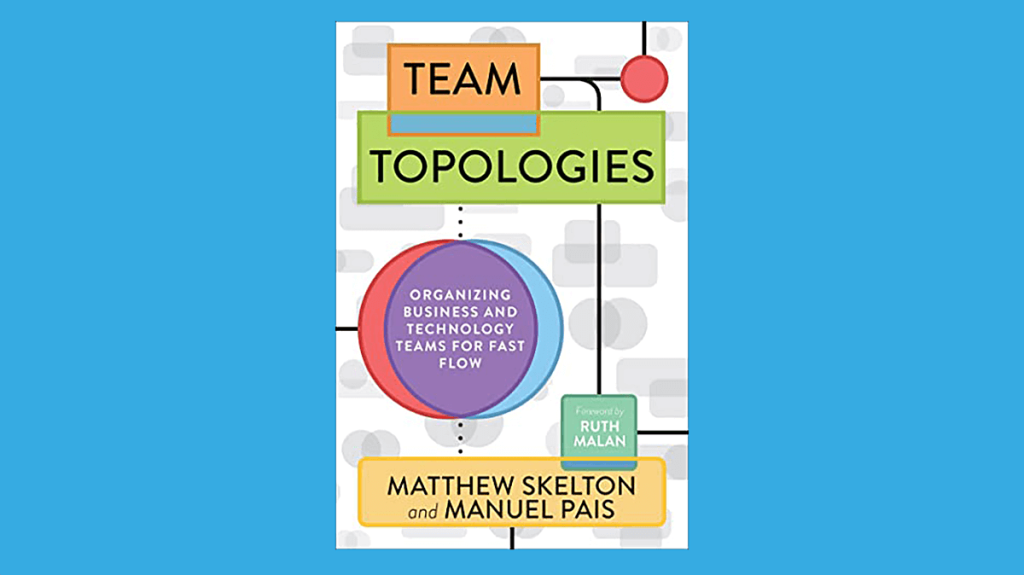 TEAM
TOPOLOGIES
ORGANIZING
BUSINESS AND
TECHNOLOGY
TEAMS FOR FAST
FLOW
Foreword by
RUTH
MALAN
MATTHEW SKELTON
and MANUEL PAIS